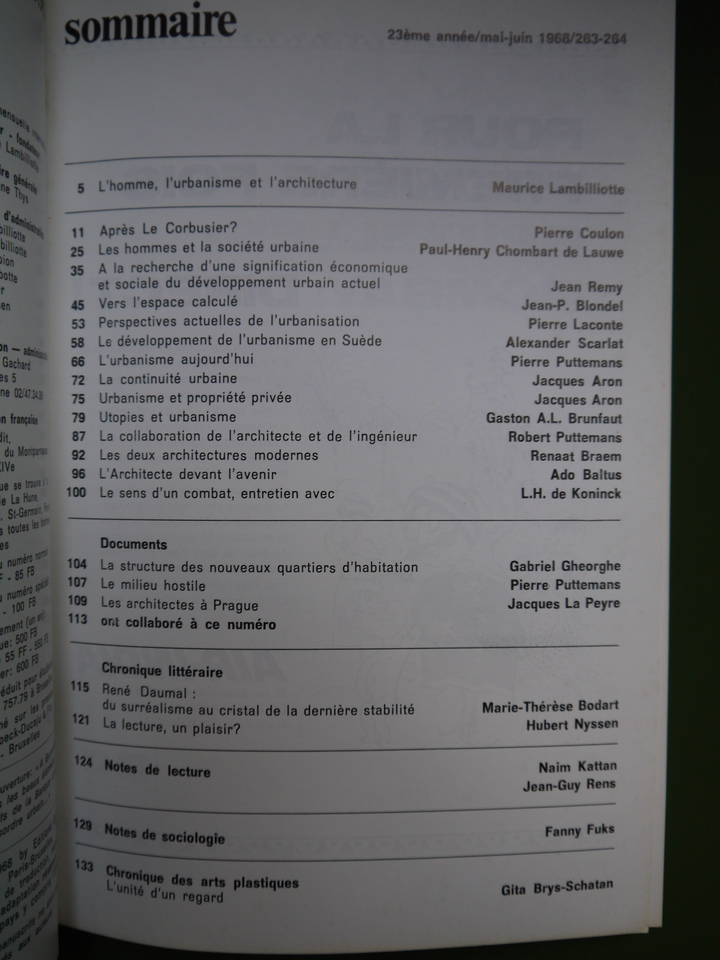 sommaire
23ème année/mai-juin 1968/263-264
5 L'homme, l'urbanisme et l'architecture Maurice Lambilliotte
11 Après Le Corbusier? Pierre Coulon
25 Les hommes et la société urbaine Paul-Henry Chombart de Lauwe
35 A la recherche d'une signification économique
et sociale du développement urbain actuel Jean Remy
45 Vers l'espace calculé Jean-P. Blondel
53 Perspectives actuelles de l'urbanisation Pierre Laconte
58 Le développement de l'urbanisme en Suède Alexander Scarlat
66 L'urbanisme aujourd'hui Pierre Puttemans
72 La continuité urbaine Jacques Aron
75 Urbanisme et propriété privée Jacques Aron
79 Utopies et urbanisme Gaston A.L. Brunfaut
87 La collaboration de l'architecte et de l'ingénieur Robert Puttemans
92 Les deux architectures modernes Renaat Braem
96 L'Architecte devant l'avenir Ado Baltus
100 Le sens d'un combat, entretien avec L.H. de Koninck
Documents
104 La structure des nouveaux quartiers d'habitation Gabriel Gheorghe
107 Le milieu hostile Pierre Puttemans
109 Les architectes à Prague Jacques La Peyre
113 ont collaboré à ce numéro
Chronique littéraire
115 René Daumal :
du surréalisme au cristal de la dernière stabilité Marie-Thérèse Bodart
121 La lecture, un plaisir? Hubert Nyssen
124 Notes de lecture Naim Kattan
Jean-Guy Rens
129 Notes de sociologie Fanny Fuks
133 Chronique des arts plastiques
L'unité d'un regard Gita Brys-Schatan